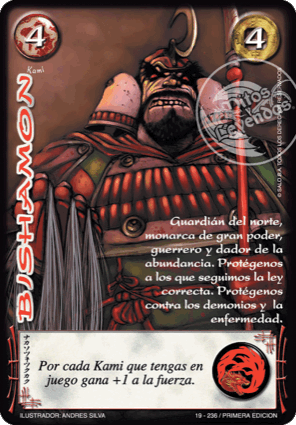 4
4
Kami
BISHAMON
Mitos y Leyendas
Guardián del norte,
monarca de gran poder,
guerrero y dador de la
abundancia. Protégenos
a los que seguimos la ley
correcta. Protégenos
contra los demonios y la
enfermedad.
Por cada Kami que tengas en
juego gana +1 a la fuerza.
ILUSTRADOR: ANDRES SILVA
19 - 236 / PRIMERA EDICION